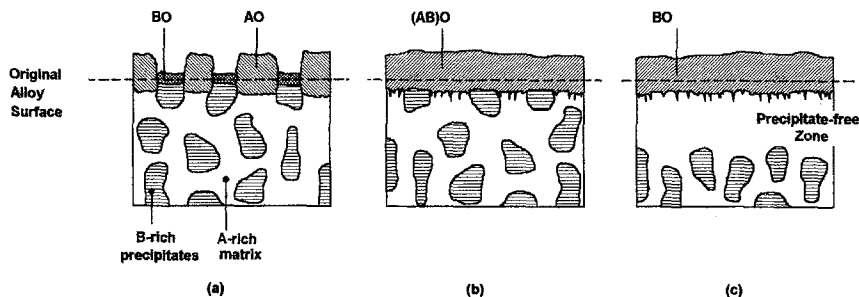 BO
AO
(AB)O
BO
Original
Alloy
Surface
Precipitate-free
Zone
B-rich
precipitates
A-rich
matrix
(a)
(b)
(c)